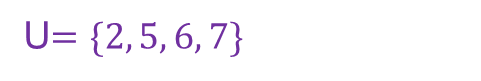 U= {2, 5, 6, 7}